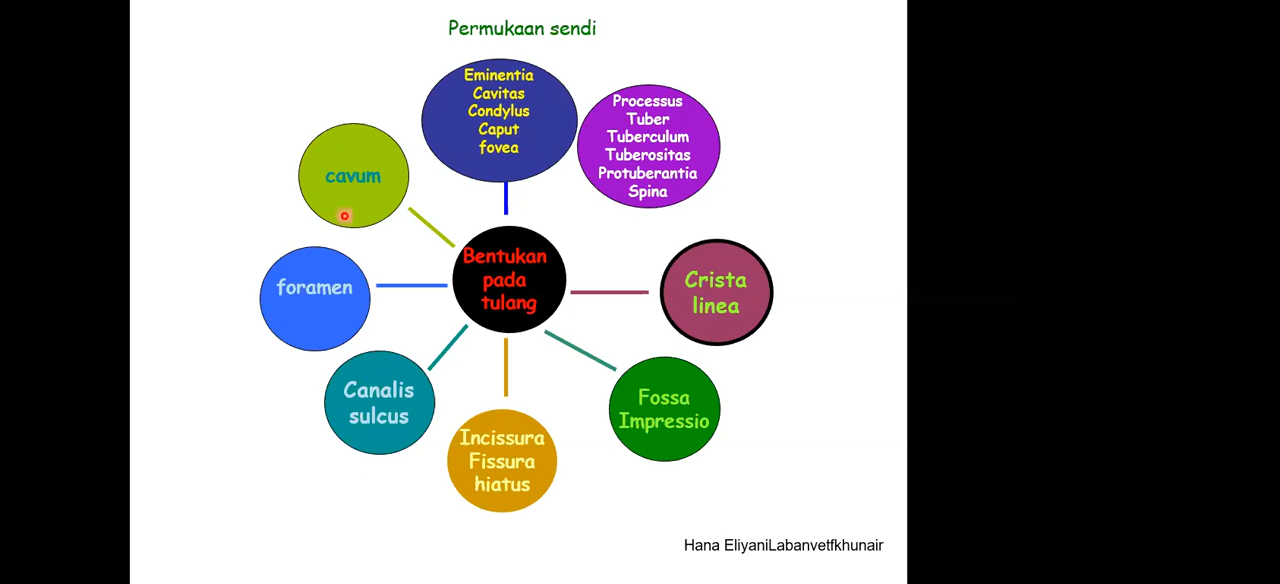 Permukaan sendi
Eminentia
Cavitas
Condylus
Caput
fovea
Processus
Tuber
Tuberculum
Tuberositas
Protuberantia
Spina
cavum
Bentukan
pada
tulang
Crista
linea
foramen
Canalis
sulcus
Fossa
Impressio
Incissura
Fissura
hiatus
Hana EliyaniLabanvetfkhunair